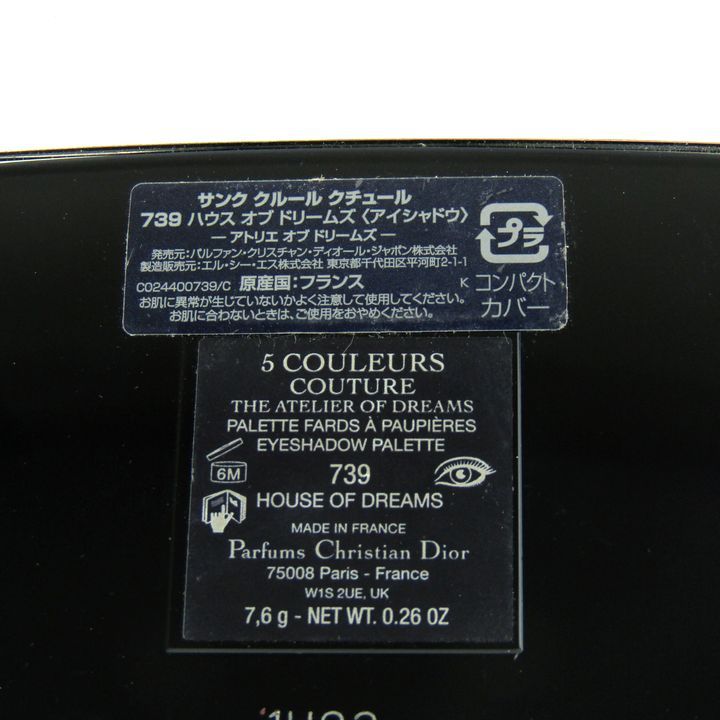 サンク クルール クチュール
739 ハウス オブ ドリームズ〈アイシャドウ〉
— アトリエ オブ ドリームズ —
発売元：パルファン・クリスチャン・ディオール・ジャポン株式会社
製造販売元：エル・シー・エス株式会社 東京都千代田区平河町2-1-1
C024400739/C 原産国：フランス K
お肌に異常が生じていないかよく注意して使用してください。
お肌に合わないときは、ご使用をおやめください。
プラ
コンパクト
カバー
5 COULEURS
COUTURE
THE ATELIER OF DREAMS
PALETTE FARDS À PAUPIÈRES
EYESHADOW PALETTE
6M
739
HOUSE OF DREAMS
MADE IN FRANCE
Parfums Christian Dior
75008 Paris - France
W1S 2UE, UK
7,6 g - NET WT. 0.26 OZ